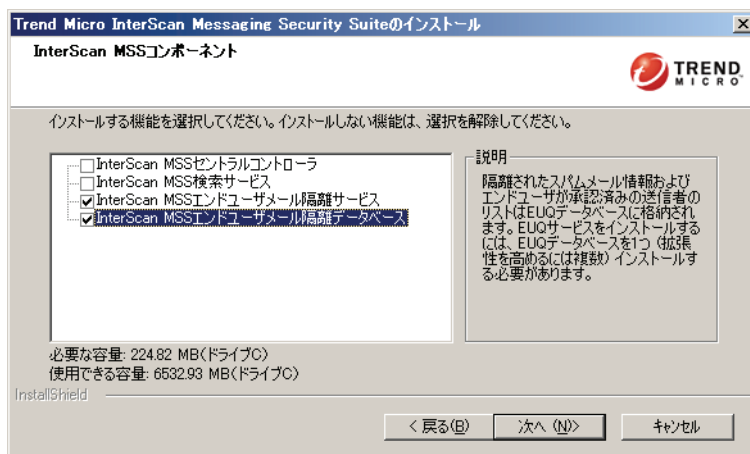 Trend Micro InterScan Messaging Security Suiteのインストール
InterScan MSSコンポーネント
TREND
MICRO
インストールする機能を選択してください。インストールしない機能は、選択を解除してください。
InterScan MSSセントラルコントローラ
InterScan MSS検索サービス
InterScan MSSエンドユーザメール隔離サービス
InterScan MSSエンドユーザメール隔離データベース
説明
隔離されたスパムメール情報および
エンドユーザが承認済みの送信者の
リストはEUQデータベースに格納され
ます。EUQサービスをインストールする
には、EUQデータベースを1つ (拡張
性を高めるには複数) インストールす
る必要があります。
必要な容量: 224.82 MB(ドライブC)
使用できる容量: 6532.93 MB(ドライブC)
InstallShield
< 戻る(B)
次へ (N)>
キャンセル